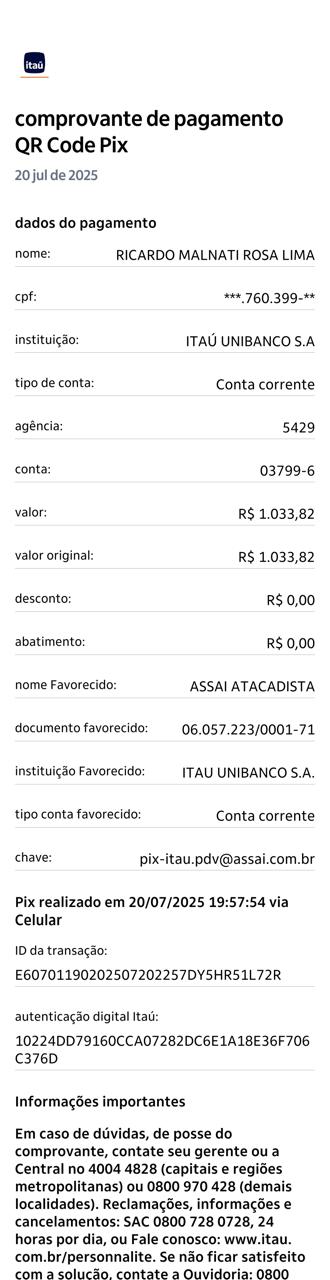 itaú
comprovante de pagamento
QR Code Pix
20 jul de 2025
dados do pagamento
nome: RICARDO MALNATI ROSA LIMA
cpf: ***.760.399-**
instituição: ITAÚ UNIBANCO S.A
tipo de conta: Conta corrente
agência: 5429
conta: 03799-6
valor: R$ 1.033,82
valor original: R$ 1.033,82
desconto: R$ 0,00
abatimento: R$ 0,00
nome Favorecido: ASSAI ATACADISTA
documento favorecido: 06.057.223/0001-71
instituição Favorecido: ITAU UNIBANCO S.A.
tipo conta favorecido: Conta corrente
chave: pix-itau.pdv@assai.com.br
Pix realizado em 20/07/2025 19:57:54 via
Celular
ID da transação:
E60701190202507202257DY5HR51L72R
autenticação digital Itaú:
10224DD79160CCA07282DC6E1A18E36F706
C376D
Informações importantes
Em caso de dúvidas, de posse do
comprovante, contate seu gerente ou a
Central no 4004 4828 (capitais e regiões
metropolitanas) ou 0800 970 428 (demais
localidades). Reclamações, informações e
cancelamentos: SAC 0800 728 0728, 24
horas por dia, ou Fale conosco: www.itau.
com.br/personnalite. Se não ficar satisfeito
com a solução, contate a Ouvidoria: 0800